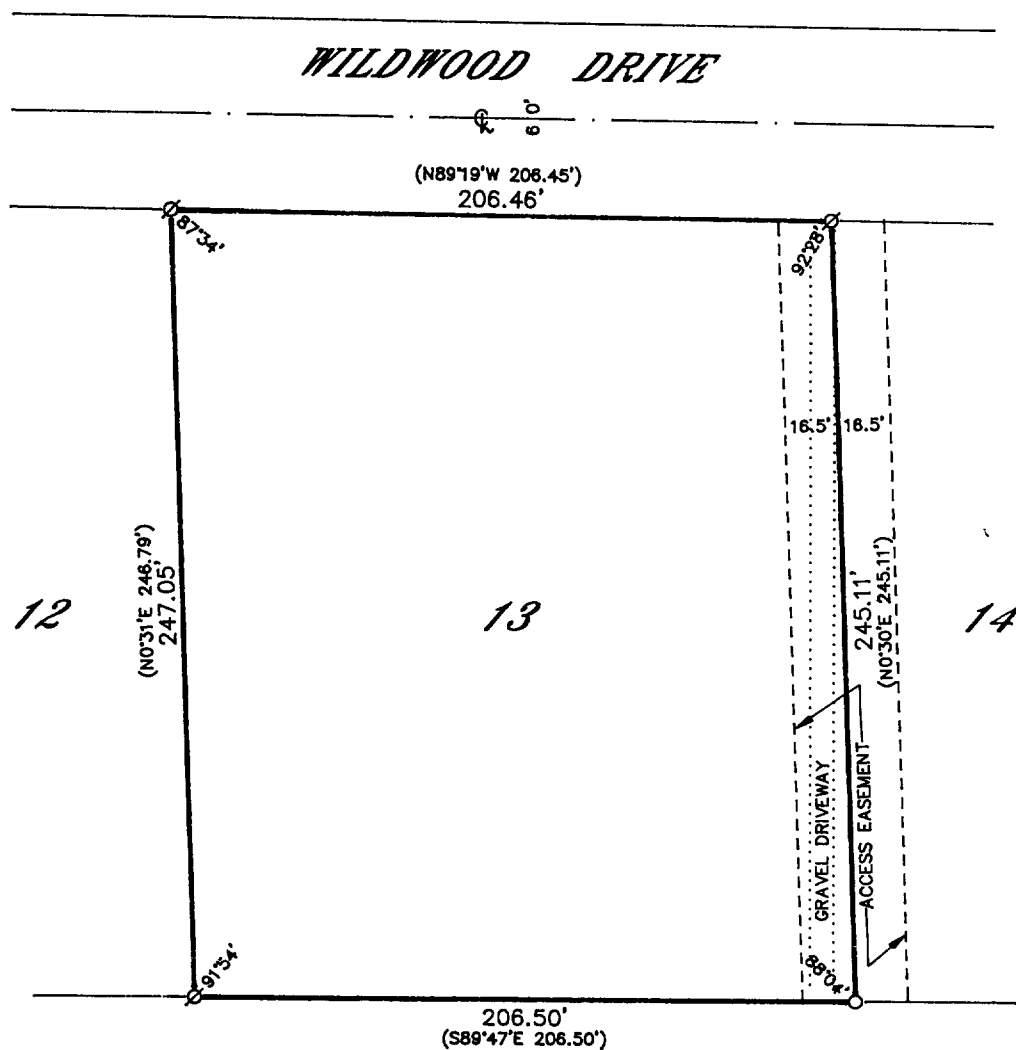 WILDWOOD DRIVE
℄
60'
(N89°19'W 206.45')
206.46'
87°34'
92°28'
16.5' 16.5'
(N0°31'E 246.79')
247.05'
245.11'
(N0°30'E 245.11')
12
13
14
GRAVEL DRIVEWAY
ACCESS EASEMENT
91°54'
88°04'
206.50'
(S89°47'E 206.50')